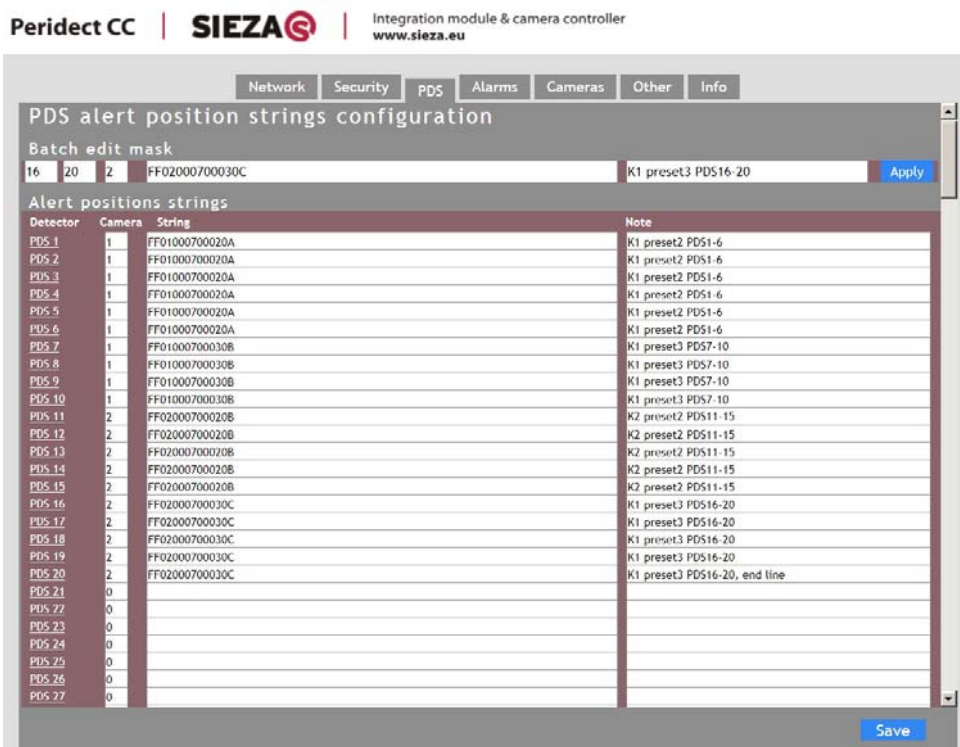 Peridect CC | SIEZA | Integration module & camera controller
www.sieza.eu
Network Security PDS Alarms Cameras Other Info
PDS alert position strings configuration
Batch edit mask
16 20 2 FF02000700030C K1 preset3 PDS16-20 Apply
Alert positions strings
Detector Camera String Note
PDS 1 1 FF01000700020A K1 preset2 PDS1-6
PDS 2 1 FF01000700020A K1 preset2 PDS1-6
PDS 3 1 FF01000700020A K1 preset2 PDS1-6
PDS 4 1 FF01000700020A K1 preset2 PDS1-6
PDS 5 1 FF01000700020A K1 preset2 PDS1-6
PDS 6 1 FF01000700020A K1 preset2 PDS1-6
PDS 7 1 FF01000700030B K1 preset3 PDS7-10
PDS 8 1 FF01000700030B K1 preset3 PDS7-10
PDS 9 1 FF01000700030B K1 preset3 PDS7-10
PDS 10 1 FF01000700030B K1 preset3 PDS7-10
PDS 11 2 FF02000700020B K2 preset2 PDS11-15
PDS 12 2 FF02000700020B K2 preset2 PDS11-15
PDS 13 2 FF02000700020B K2 preset2 PDS11-15
PDS 14 2 FF02000700020B K2 preset2 PDS11-15
PDS 15 2 FF02000700020B K2 preset2 PDS11-15
PDS 16 2 FF02000700030C K1 preset3 PDS16-20
PDS 17 2 FF02000700030C K1 preset3 PDS16-20
PDS 18 2 FF02000700030C K1 preset3 PDS16-20
PDS 19 2 FF02000700030C K1 preset3 PDS16-20
PDS 20 2 FF02000700030C K1 preset3 PDS16-20, end line
PDS 21 0
PDS 22 0
PDS 23 0
PDS 24 0
PDS 25 0
PDS 26 0
PDS 27 0
Save